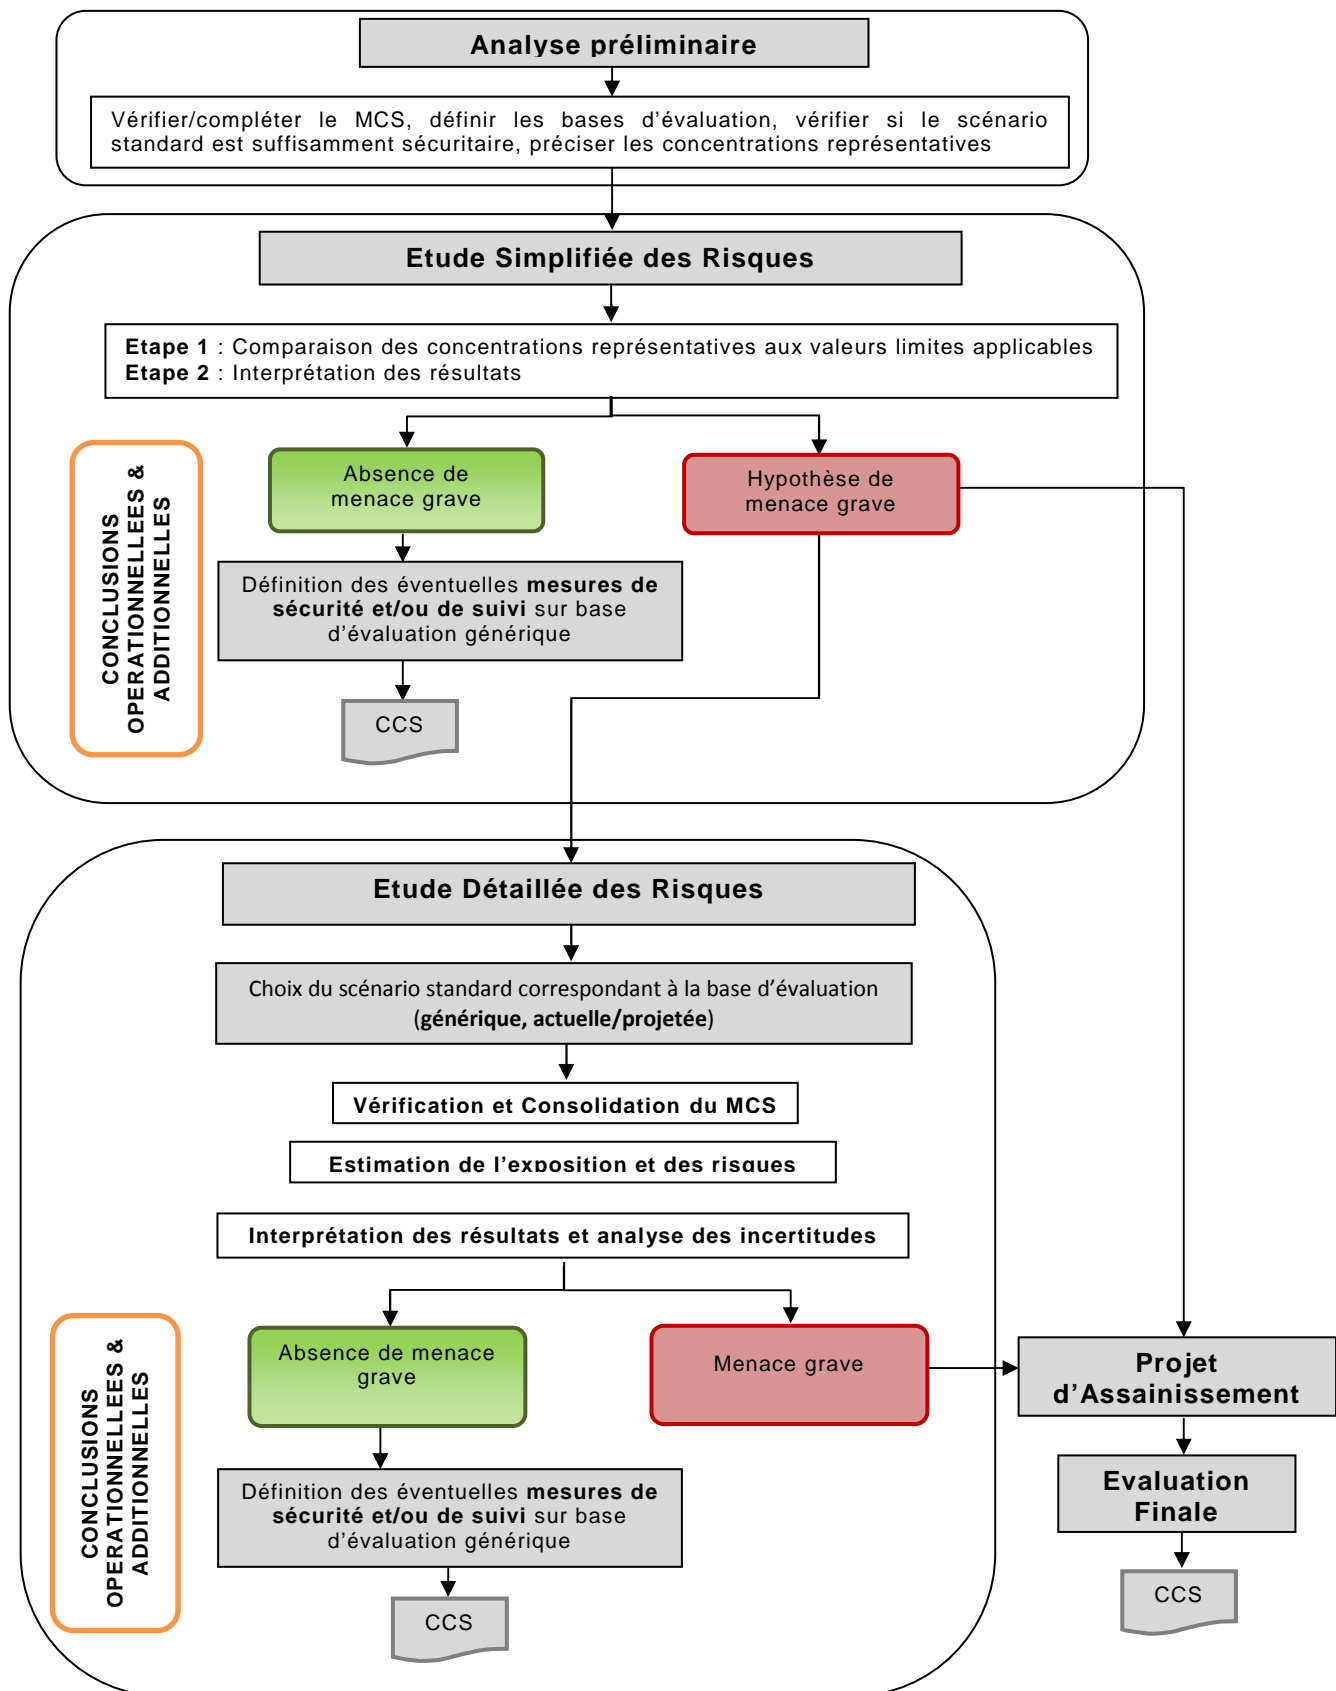 Analyse préliminaire
Vérifier/compléter le MCS, définir les bases d'évaluation, vérifier si le scénario
standard est suffisamment sécuritaire, préciser les concentrations représentatives
Etude Simplifiée des Risques
Etape 1 : Comparaison des concentrations représentatives aux valeurs limites applicables
Etape 2 : Interprétation des résultats
CONCLUSIONS
OPERATIONNELLEES &
ADDITIONNELLES
Absence de
menace grave
Hypothèse de
menace grave
Définition des éventuelles mesures de
sécurité et/ou de suivi sur base
d'évaluation générique
CCS
Etude Détaillée des Risques
Choix du scénario standard correspondant à la base d'évaluation
(générique, actuelle/projetée)
Vérification et Consolidation du MCS
Estimation de l'exposition et des risques
Interprétation des résultats et analyse des incertitudes
CONCLUSIONS
OPERATIONNELLEES &
ADDITIONNELLES
Absence de menace
grave
Menace grave
Projet
d'Assainissement
Définition des éventuelles mesures de
sécurité et/ou de suivi sur base
d'évaluation générique
Evaluation
Finale
CCS
CCS